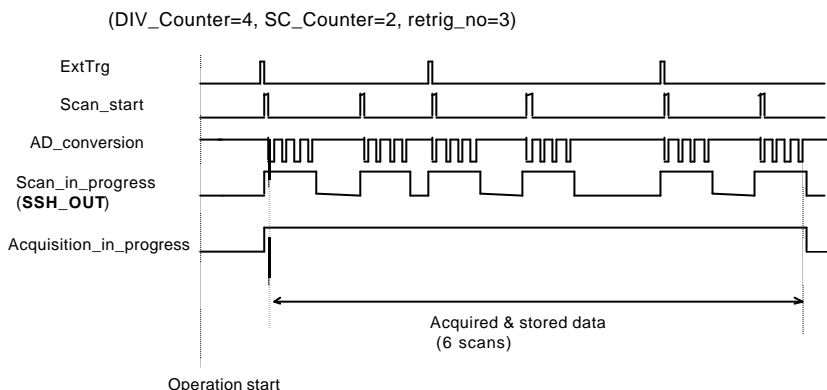 (DIV_Counter=4, SC_Counter=2, retrig_no=3)
ExtTrg
Scan_start
AD_conversion
Scan_in_progress
(SSH_OUT)
Acquisition_in_progress
Acquired & stored data
(6 scans)
Operation start